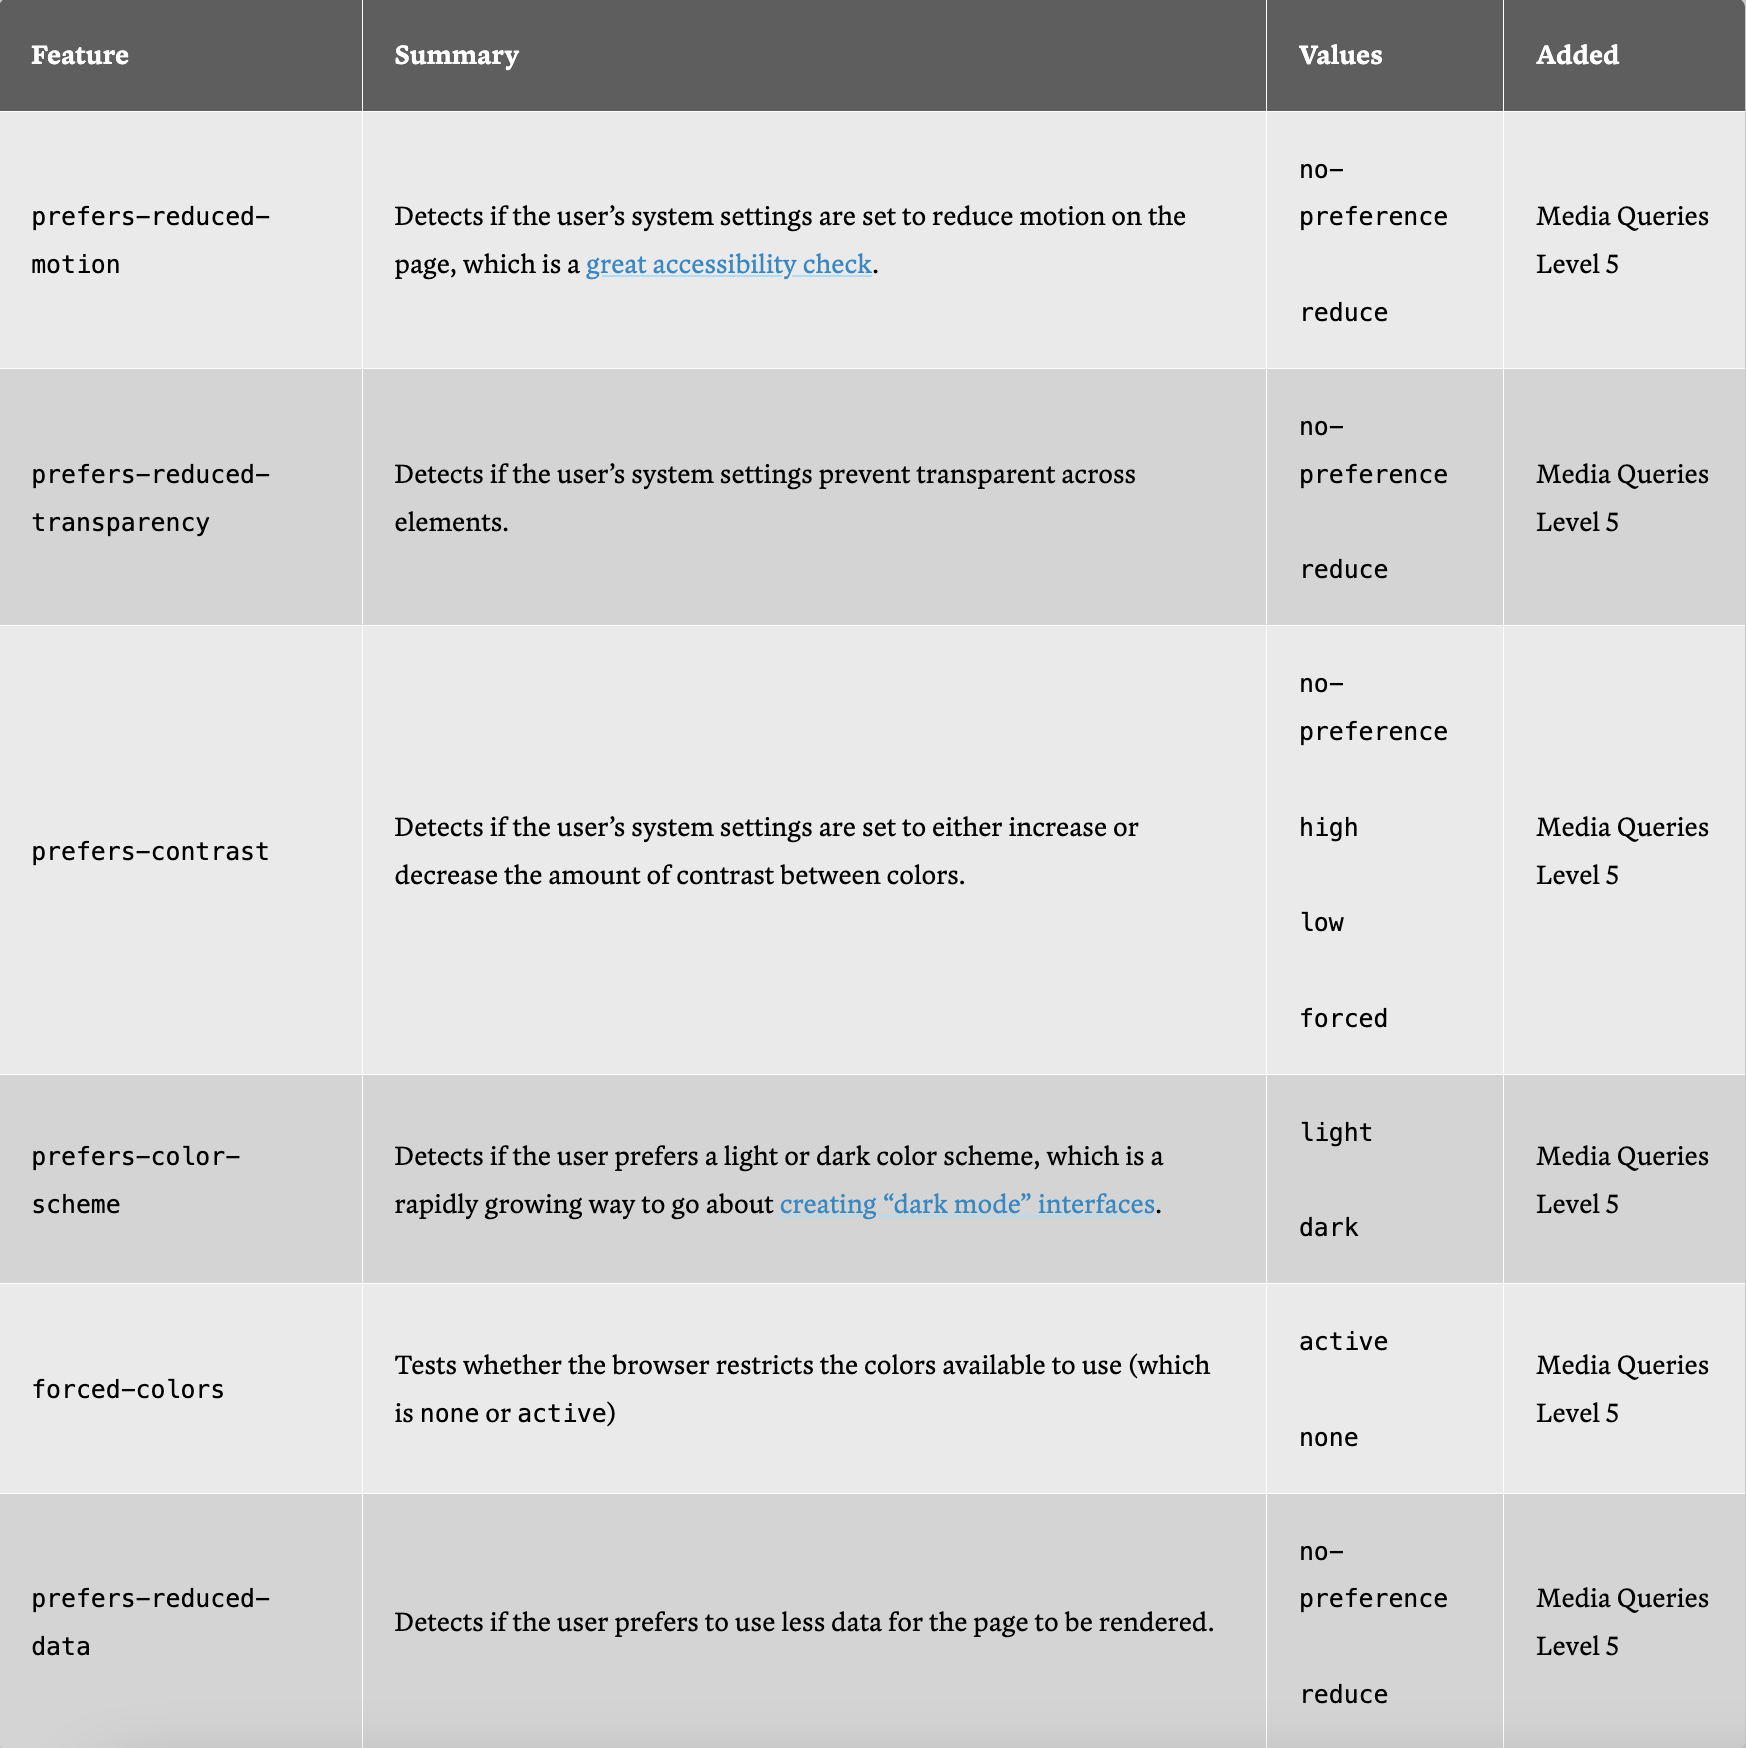 Feature
Summary
Values
Added
prefers-reduced-
motion
Detects if the user’s system settings are set to reduce motion on the
page, which is a great accessibility check.
no-
preference
reduce
Media Queries
Level 5
prefers-reduced-
transparency
Detects if the user’s system settings prevent transparent across
elements.
no-
preference
reduce
Media Queries
Level 5
prefers-contrast
Detects if the user’s system settings are set to either increase or
decrease the amount of contrast between colors.
no-
preference
high
low
forced
Media Queries
Level 5
prefers-color-
scheme
Detects if the user prefers a light or dark color scheme, which is a
rapidly growing way to go about creating “dark mode” interfaces.
light
dark
Media Queries
Level 5
forced-colors
Tests whether the browser restricts the colors available to use (which
is none or active)
active
none
Media Queries
Level 5
prefers-reduced-
data
Detects if the user prefers to use less data for the page to be rendered.
no-
preference
reduce
Media Queries
Level 5